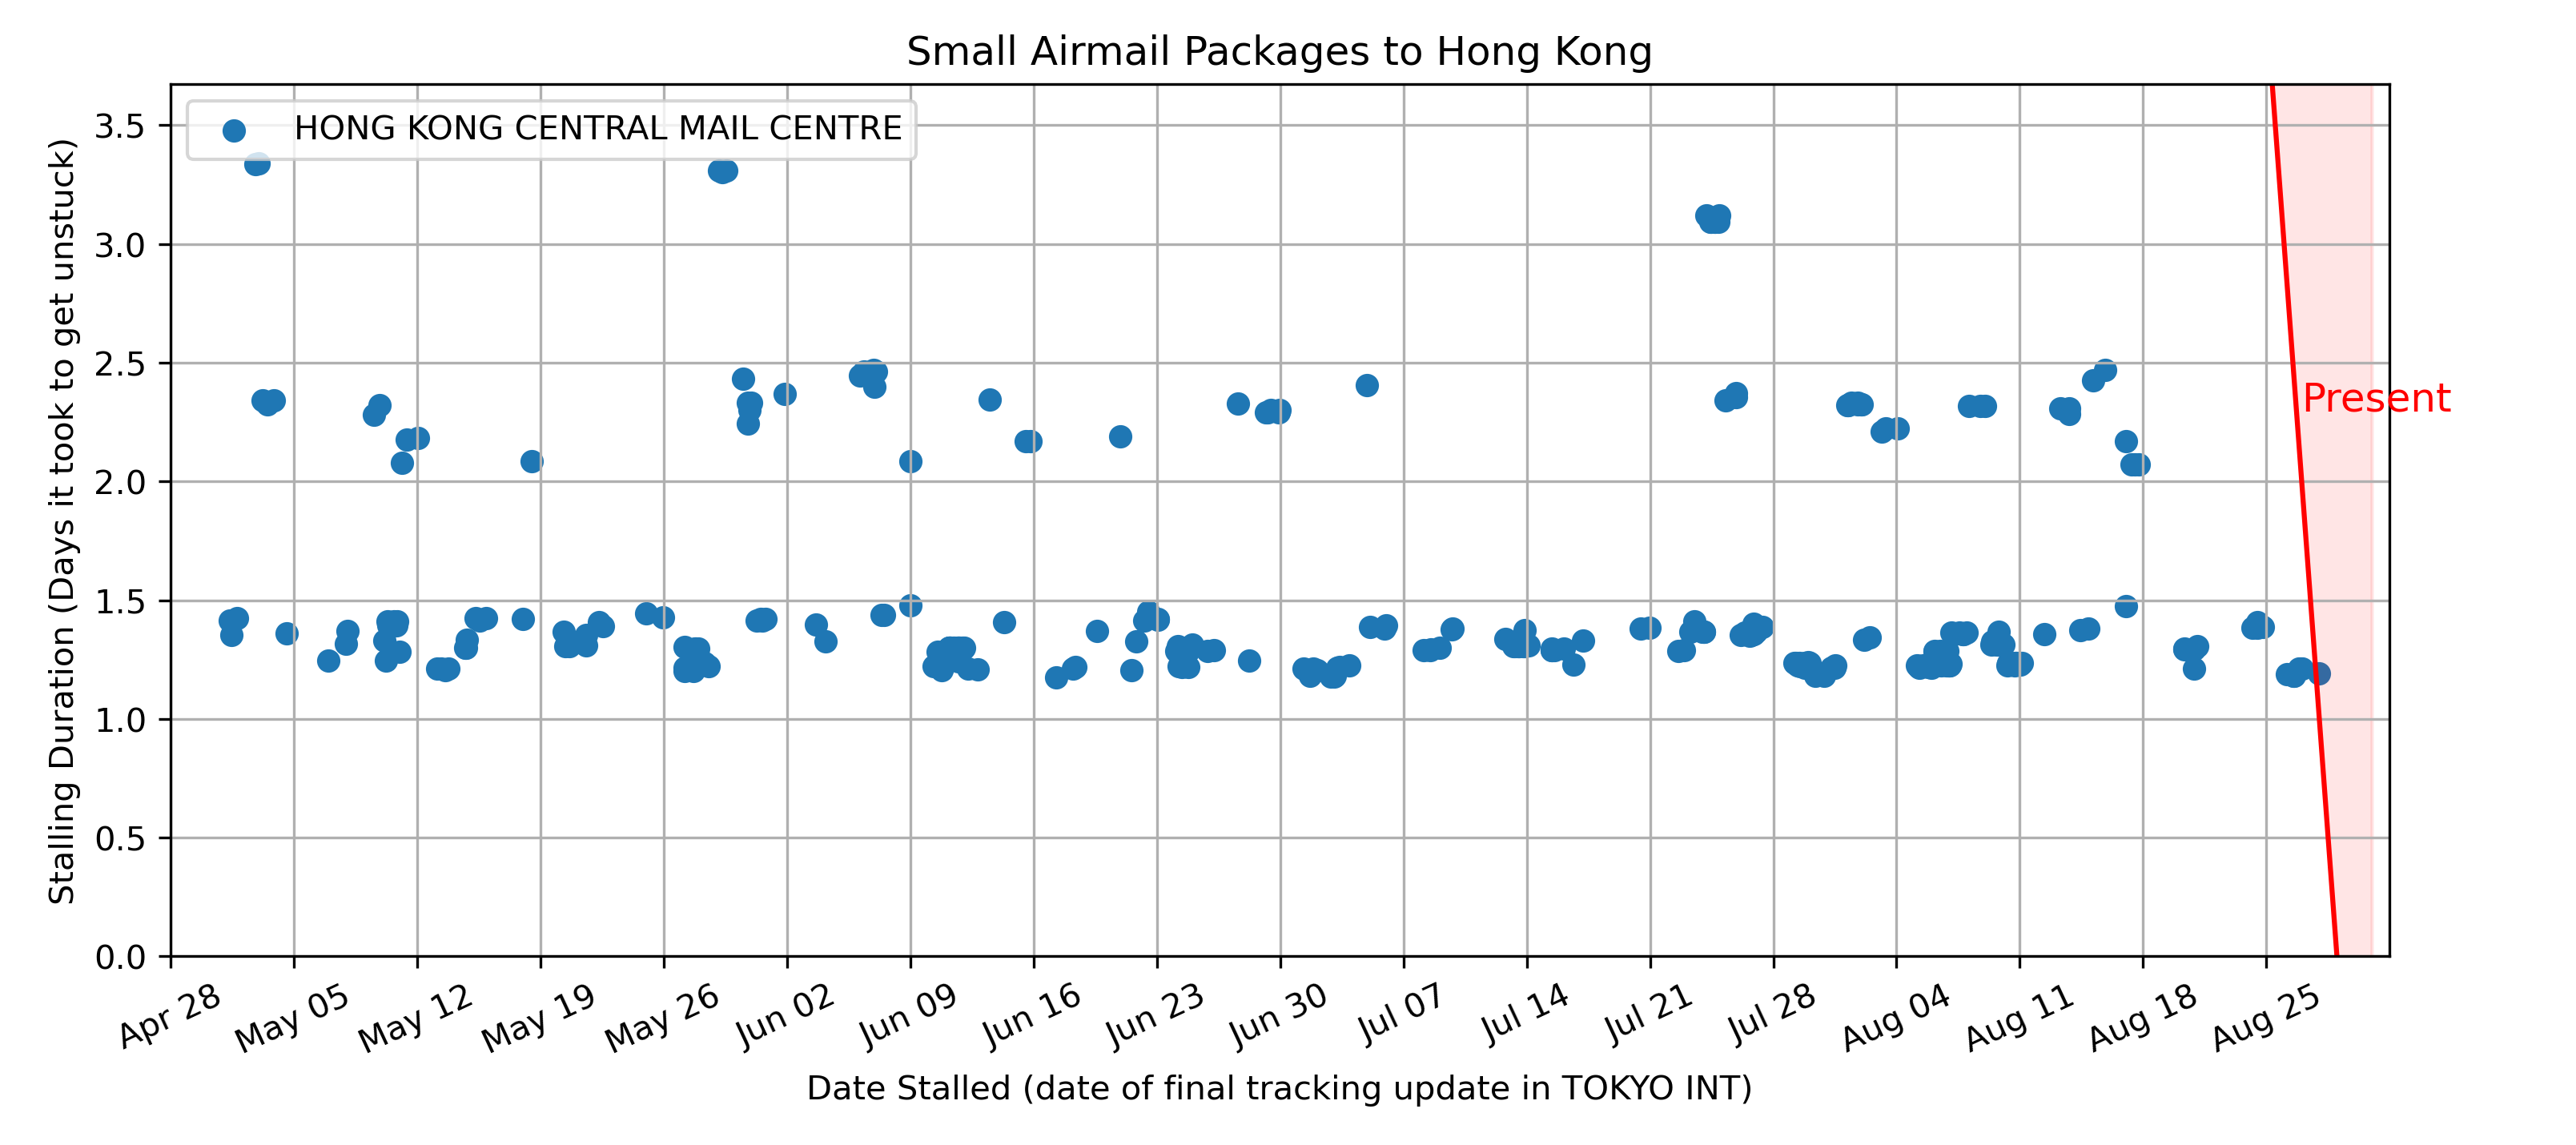 Small Airmail Packages to Hong Kong
HONG KONG CENTRAL MAIL CENTRE
Stalling Duration (Days it took to get unstuck)
3.5
3.0
2.5
2.0
1.5
1.0
0.5
0.0
Present
Apr 28
May 05
May 12
May 19
May 26
Jun 02
Jun 09
Jun 16
Jun 23
Jun 30
Jul 07
Jul 14
Jul 21
Jul 28
Aug 04
Aug 11
Aug 18
Aug 25
Date Stalled (date of final tracking update in TOKYO INT)